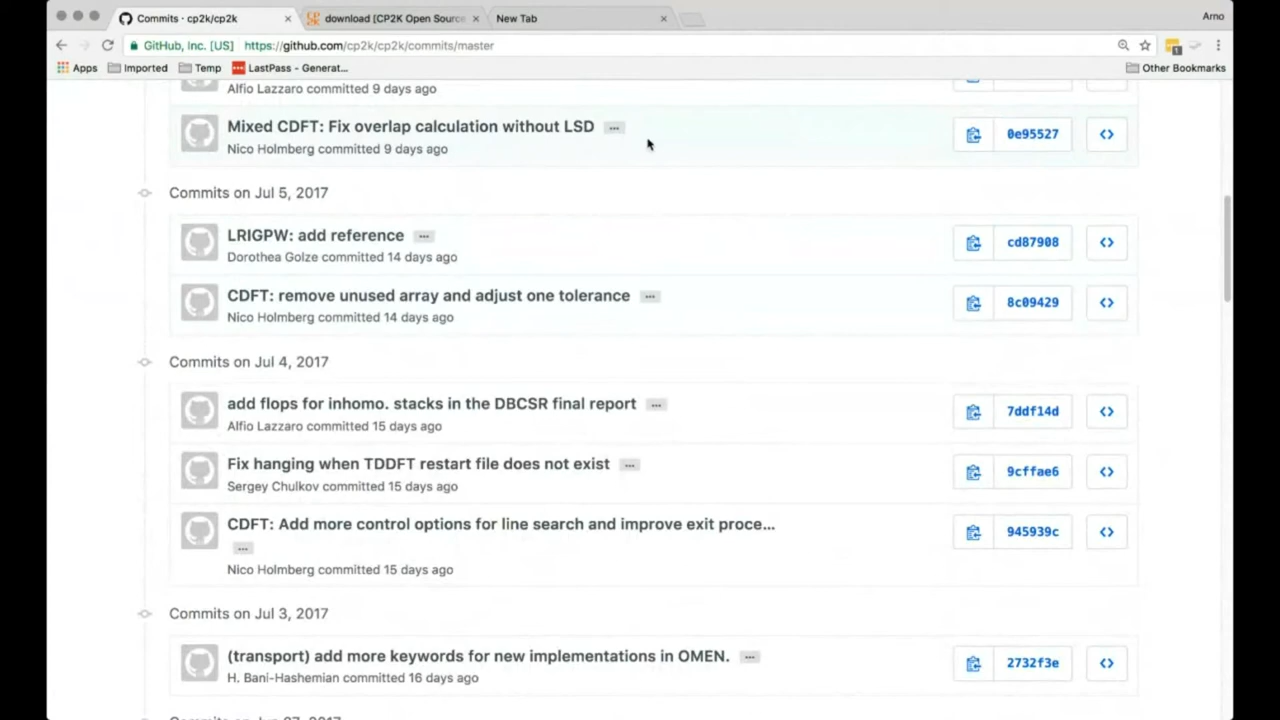 Commits · cp2k/cp2k
download [CP2K Open Source
New Tab
Arno
GitHub, Inc. [US] https://github.com/cp2k/cp2k/commits/master
Apps Imported Temp LastPass – Generat... Other Bookmarks
Alfio Lazzaro committed 9 days ago
Mixed CDFT: Fix overlap calculation without LSD ...
0e95527
Nico Holmberg committed 9 days ago
Commits on Jul 5, 2017
LRIGPW: add reference ...
cd87908
Dorothea Golze committed 14 days ago
CDFT: remove unused array and adjust one tolerance ...
8c09429
Nico Holmberg committed 14 days ago
Commits on Jul 4, 2017
add flops for inhomo. stacks in the DBCSR final report ...
7ddf14d
Alfio Lazzaro committed 15 days ago
Fix hanging when TDDFT restart file does not exist ...
9cffae6
Sergey Chulkov committed 15 days ago
CDFT: Add more control options for line search and improve exit proce...
945939c
...
Nico Holmberg committed 15 days ago
Commits on Jul 3, 2017
(transport) add more keywords for new implementations in OMEN. ...
2732f3e
H. Bani-Hashemian committed 16 days ago